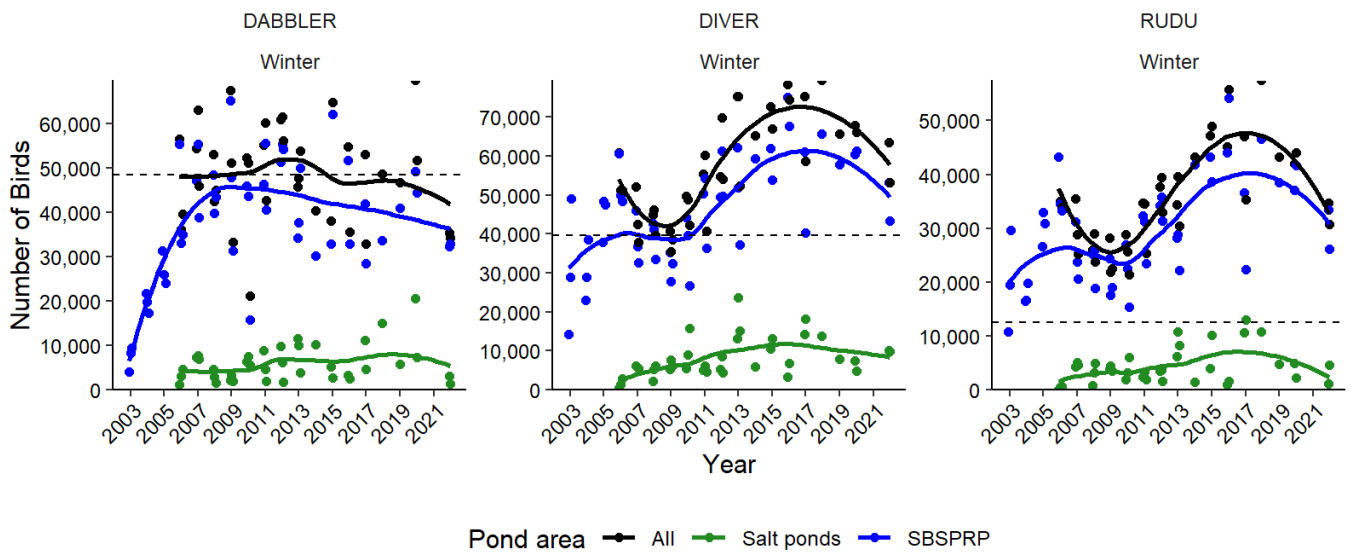 DABBLER
DIVER
RUDU
Winter
Winter
Winter
Number of Birds
60,000
50,000
40,000
30,000
20,000
10,000
0
70,000
60,000
50,000
40,000
30,000
20,000
10,000
0
50,000
40,000
30,000
20,000
10,000
0
2003 2005 2007 2009 2011 2013 2015 2017 2019 2021
2003 2005 2007 2009 2011 2013 2015 2017 2019 2021
2003 2005 2007 2009 2011 2013 2015 2017 2019 2021
Year
Pond area All Salt ponds SBSPRP